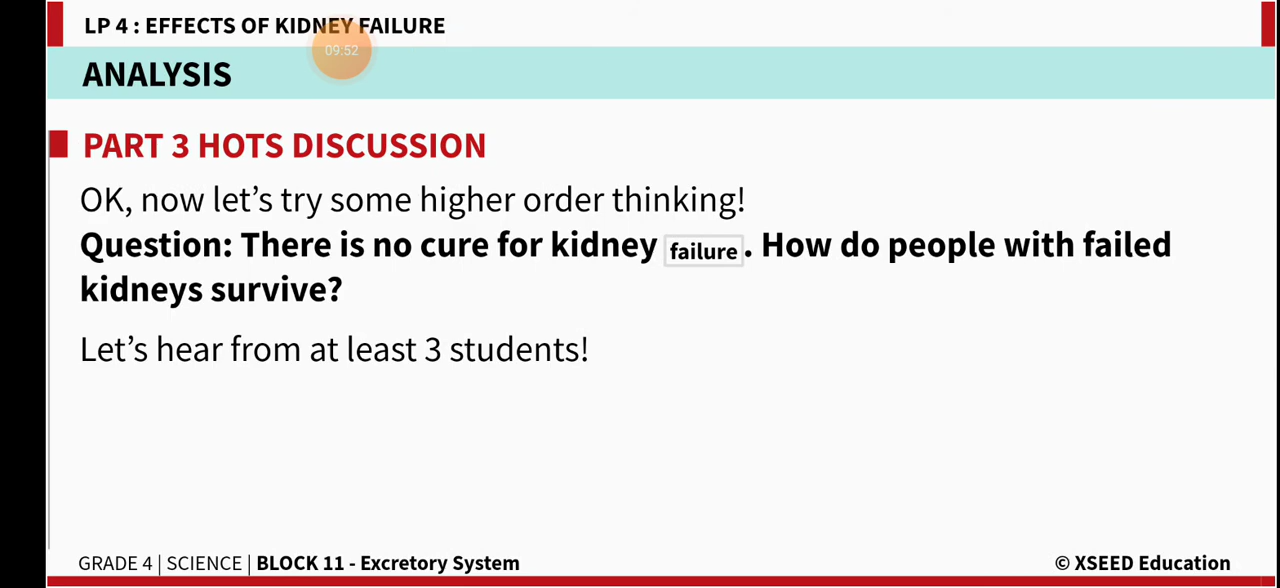 LP 4 : EFFECTS OF KIDNEY FAILURE
09:52
ANALYSIS
PART 3 HOTS DISCUSSION
OK, now let’s try some higher order thinking!
Question: There is no cure for kidney failure. How do people with failed
kidneys survive?
Let’s hear from at least 3 students!
GRADE 4 | SCIENCE | BLOCK 11 - Excretory System
© XSEED Education